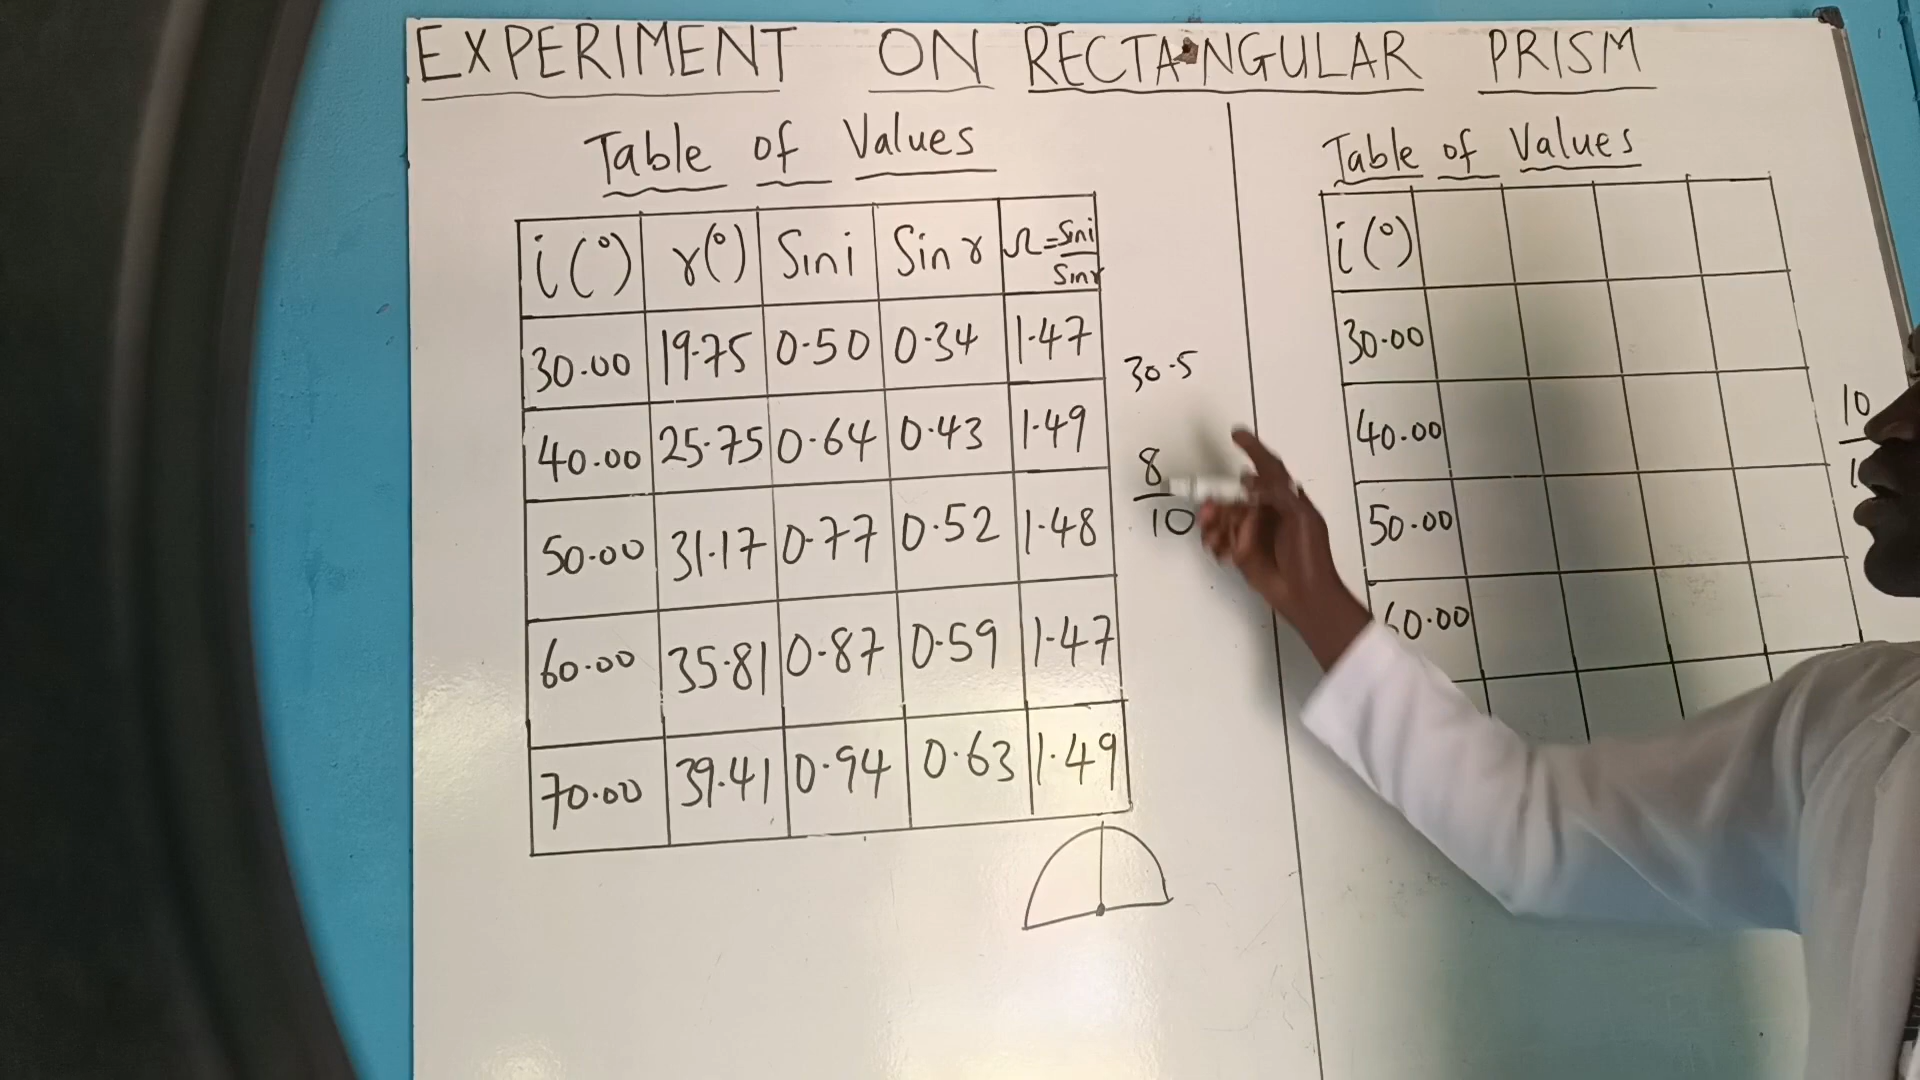 EXPERIMENT ON RECTANGULAR PRISM
Table of Values
i(°) r(°) Sin i Sin r n = Sin i / Sin r
30.00 19.75 0.50 0.34 1.47
40.00 25.75 0.64 0.43 1.49
50.00 31.17 0.77 0.52 1.48
60.00 35.81 0.87 0.59 1.47
70.00 39.41 0.94 0.63 1.49
30.5
8
10
Table of Values
i(°)
30.00
40.00
50.00
60.00
10